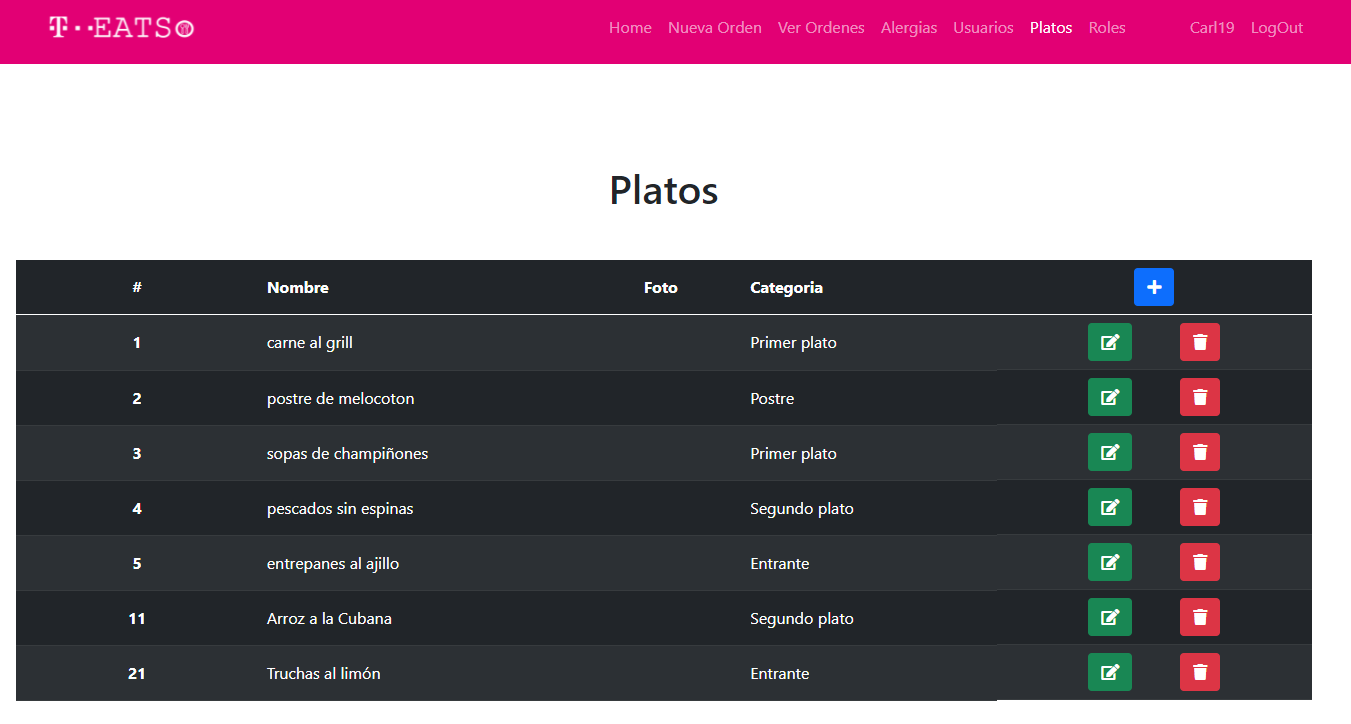 T··EATS
Home Nueva Orden Ver Ordenes Alergias Usuarios Platos Roles Carl19 LogOut
Platos
# Nombre Foto Categoria
1 carne al grill Primer plato
2 postre de melocoton Postre
3 sopas de champiñones Primer plato
4 pescados sin espinas Segundo plato
5 entrepanes al ajillo Entrante
11 Arroz a la Cubana Segundo plato
21 Truchas al limón Entrante